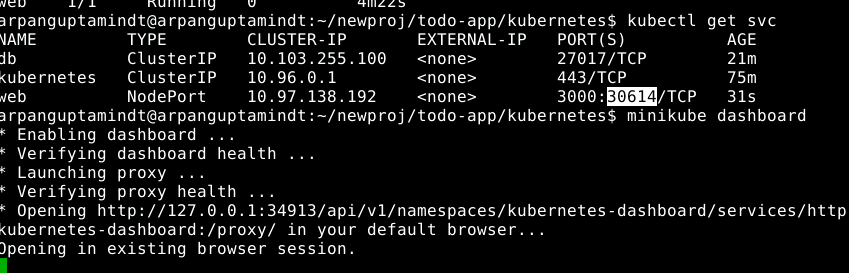 web    1/1    Running   0          4m22s
arpanguptamindt@arpanguptamindt:~/newproj/todo-app/kubernetes$ kubectl get svc
NAME         TYPE        CLUSTER-IP       EXTERNAL-IP   PORT(S)          AGE
db           ClusterIP   10.103.255.100   <none>        27017/TCP        21m
kubernetes   ClusterIP   10.96.0.1        <none>        443/TCP          75m
web          NodePort    10.97.138.192    <none>        3000:30614/TCP   31s
arpanguptamindt@arpanguptamindt:~/newproj/todo-app/kubernetes$ minikube dashboard
* Enabling dashboard ...
* Verifying dashboard health ...
* Launching proxy ...
* Verifying proxy health ...
* Opening http://127.0.0.1:34913/api/v1/namespaces/kubernetes-dashboard/services/http
kubernetes-dashboard:/proxy/ in your default browser...
Opening in existing browser session.